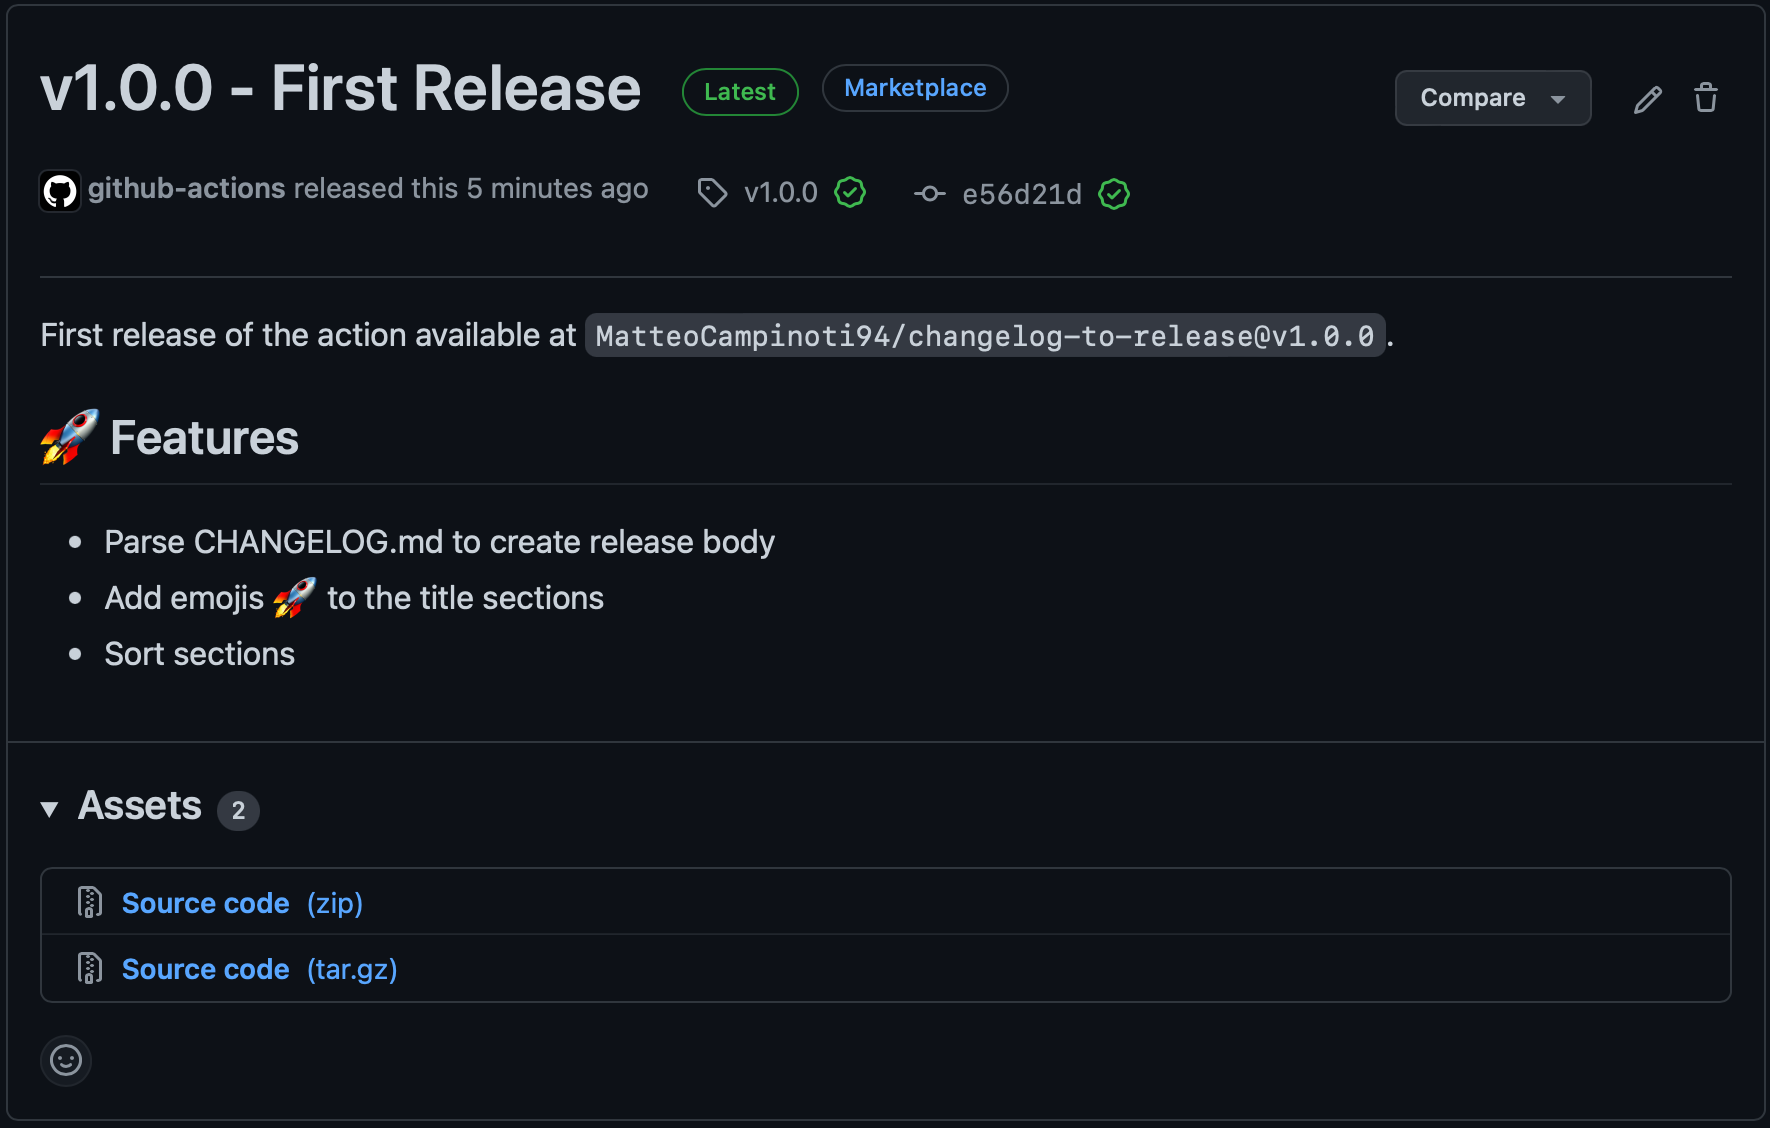 v1.0.0 - First Release Latest Marketplace Compare
github-actions released this 5 minutes ago v1.0.0 e56d21d
First release of the action available at MatteoCampinoti94/changelog-to-release@v1.0.0.
🚀 Features
• Parse CHANGELOG.md to create release body
• Add emojis 🚀 to the title sections
• Sort sections
Assets 2
Source code (zip)
Source code (tar.gz)